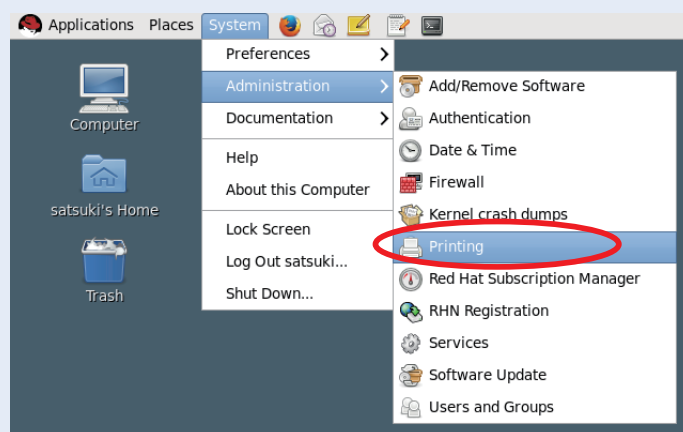 Applications Places System
Preferences
Administration
Documentation
Help
About this Computer
Lock Screen
Log Out satsuki...
Shut Down...
Add/Remove Software
Authentication
Date & Time
Firewall
Kernel crash dumps
Printing
Red Hat Subscription Manager
RHN Registration
Services
Software Update
Users and Groups
Computer
satsuki's Home
Trash